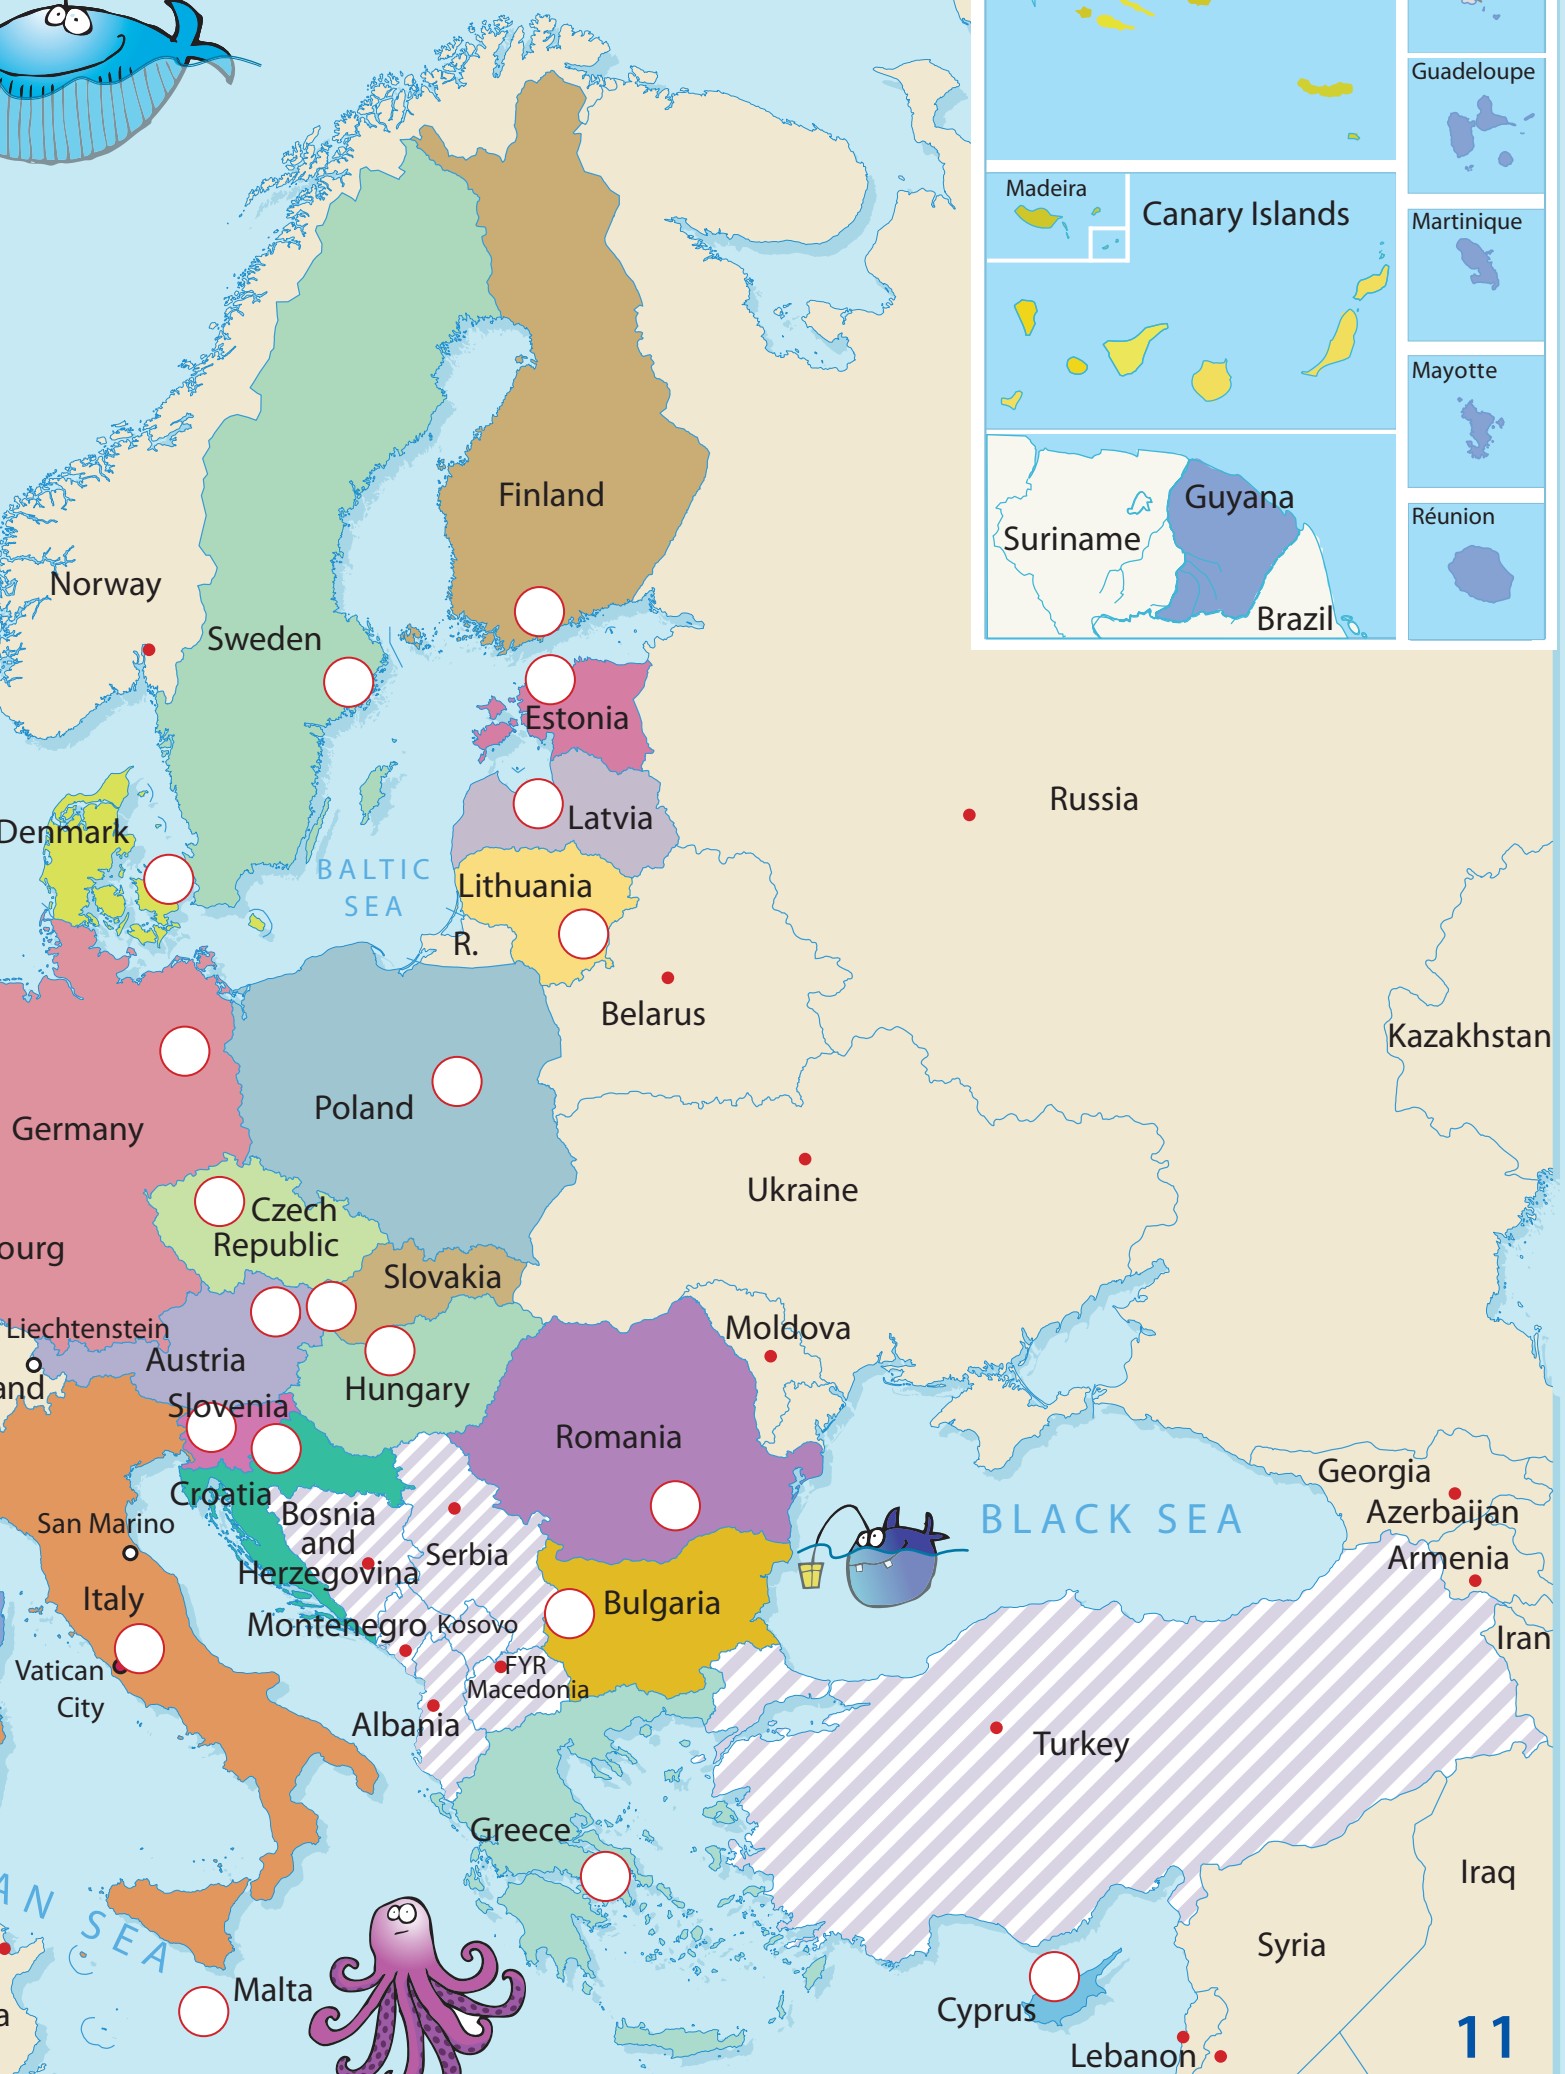 Guadeloupe
Madeira
Canary Islands
Martinique
Mayotte
Guyana
Suriname
Brazil
Réunion
Finland
Norway
Sweden
Estonia
Latvia
Russia
Denmark
BALTIC
SEA
Lithuania
R.
Belarus
Kazakhstan
Poland
Germany
Ukraine
Czech
Republic
ourg
Slovakia
Liechtenstein
Austria
and
Moldova
Hungary
Slovenia
Romania
Croatia
Bosnia
and
Herzegovina
San Marino
Serbia
BLACK SEA
Georgia
Azerbaijan
Armenia
Italy
Bulgaria
Montenegro
Kosovo
Iran
Vatican
City
FYR
Macedonia
Albania
Turkey
Greece
Iraq
AN SEA
Syria
Malta
Cyprus
a
Lebanon
11